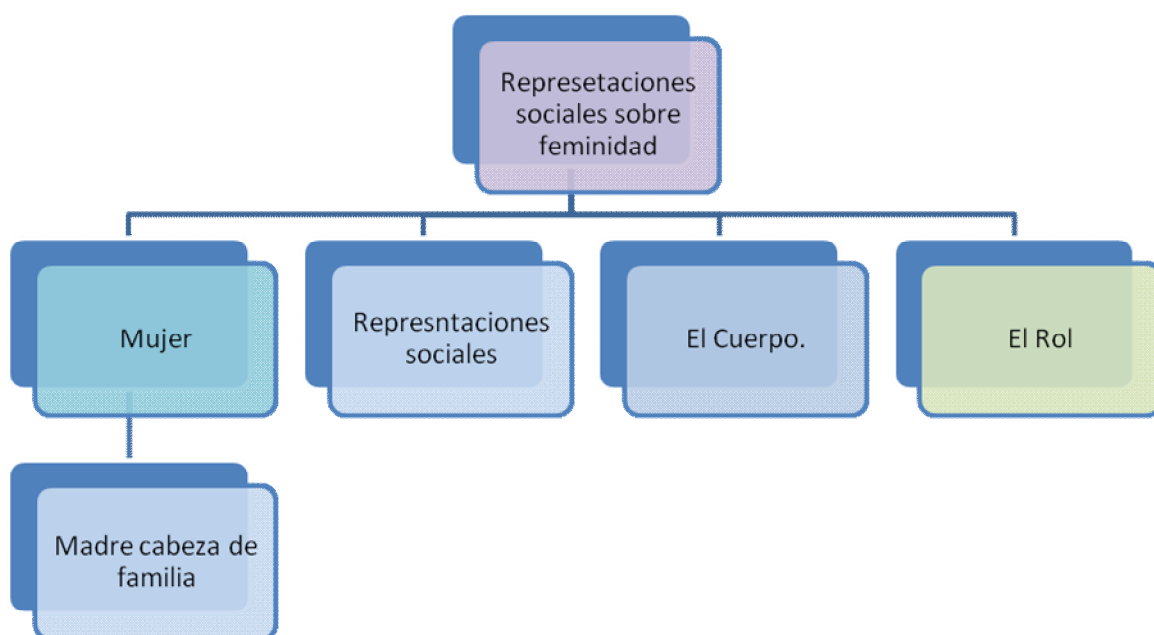 Represetaciones
sociales sobre
feminidad
Mujer
Represntaciones
sociales
El Cuerpo.
El Rol
Madre cabeza de
familia